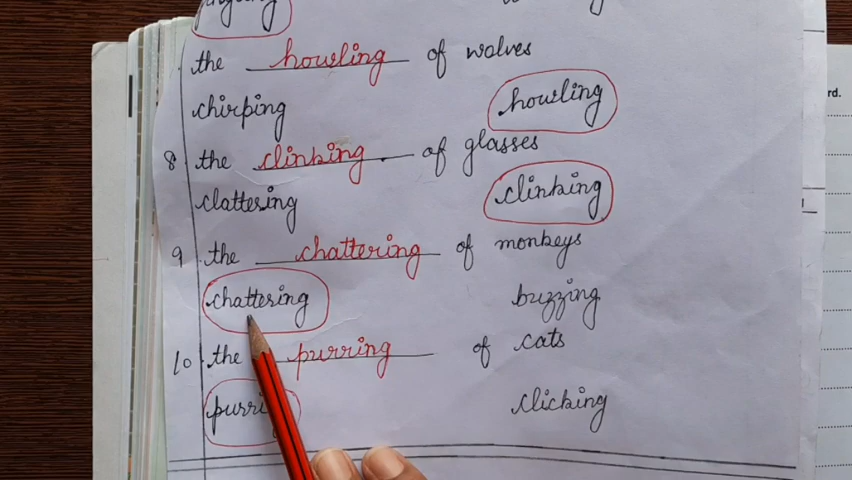 the howling of wolves
chirping howling
8 the clinking of glasses
clattering clinking
9 the chattering of monkeys
chattering buzzing
10 the purring of cats
clicking
rd.